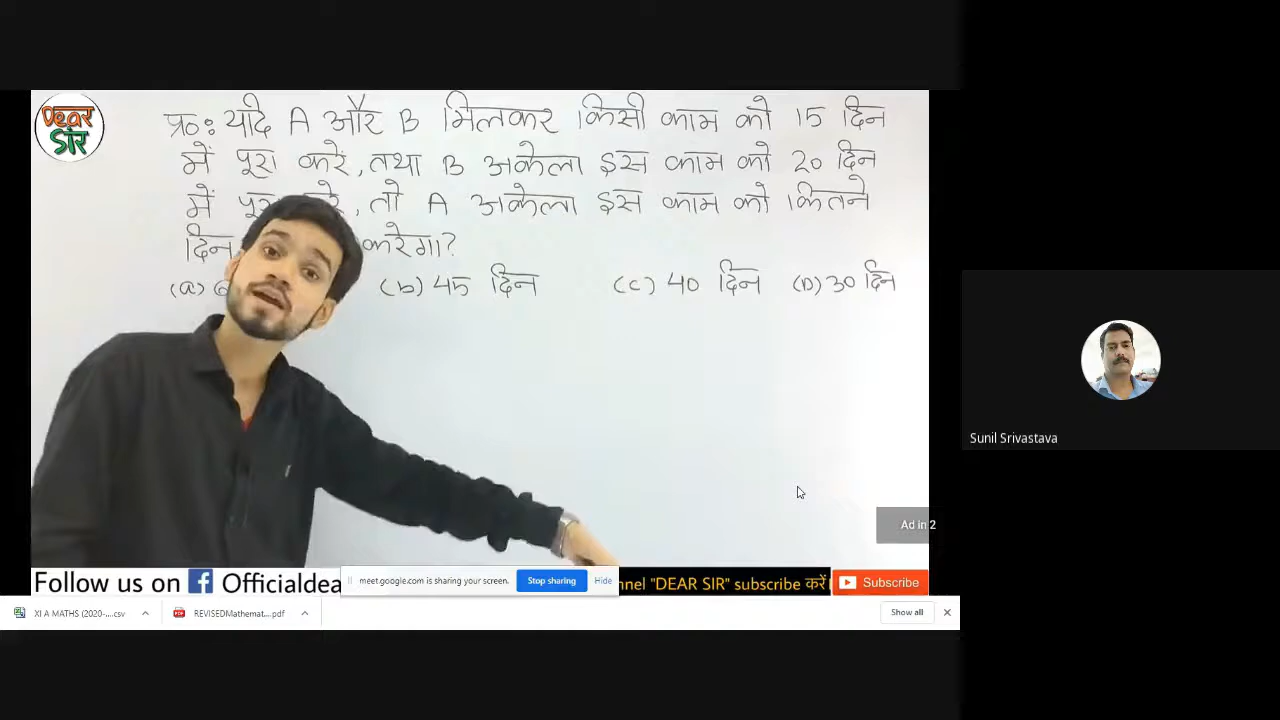 Dear
Sir
प्र०: यदि A और B मिलकर किसी काम को 15 दिन
में पूरा करें, तथा B अकेला इस काम को 20 दिन
में , तो A अकेला इस काम को कितने
दिन करेगा?
(a) (b) 45 दिन (c) 40 दिन (D) 30 दिन
Sunil Srivastava
Ad in 2
Follow us on Officialdea
meet.google.com is sharing your screen. Stop sharing Hide
nnel "DEAR SIR" subscribe करें
Subscribe
XI A MATHS (2020-....csv REVISEDMathemat....pdf Show all